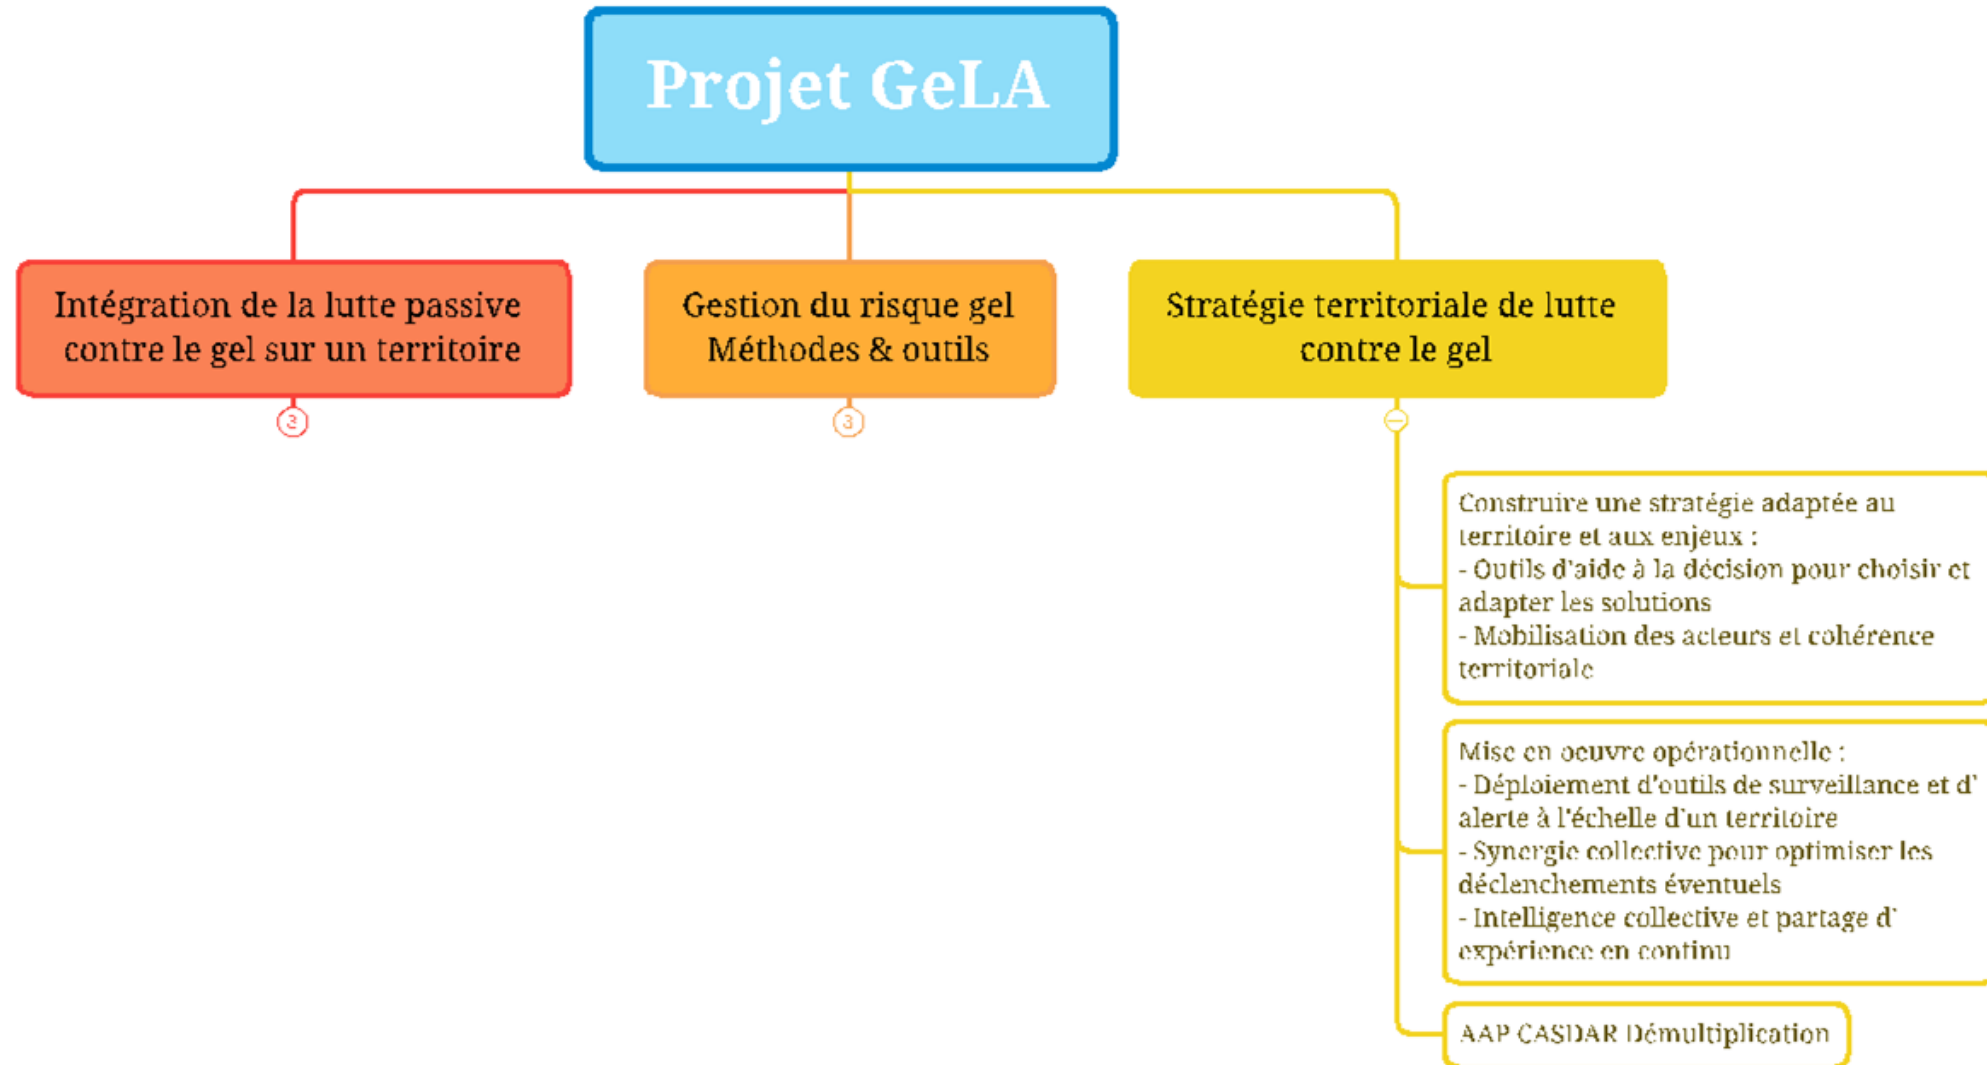 Projet GeLA
Intégration de la lutte passive
contre le gel sur un territoire
Gestion du risque gel
Méthodes & outils
Stratégie territoriale de lutte
contre le gel
3
3
Construire une stratégie adaptée au
territoire et aux enjeux :
- Outils d'aide à la décision pour choisir et
adapter les solutions
- Mobilisation des acteurs et cohérence
territoriale
Mise en oeuvre opérationnelle :
- Déploiement d'outils de surveillance et d'
alerte à l'échelle d'un territoire
- Synergie collective pour optimiser les
déclenchements éventuels
- Intelligence collective et partage d'
expérience en continu
AAP CASDAR Démultiplication